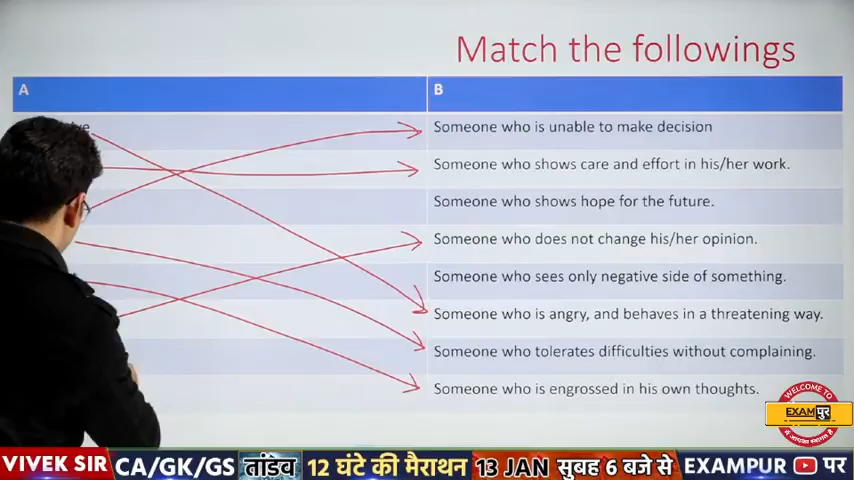 Match the followings
A
B
Someone who is unable to make decision
Someone who shows care and effort in his/her work.
Someone who shows hope for the future.
Someone who does not change his/her opinion.
Someone who sees only negative side of something.
Someone who is angry, and behaves in a threatening way.
Someone who tolerates difficulties without complaining.
Someone who is engrossed in his own thoughts.
WELCOME TO
EXAMपुर
में आपका स्वागत है
VIVEK SIR CA/GK/GS तांडव 12 घंटे की मैराथन 13 JAN सुबह 6 बजे से EXAMPUR पर